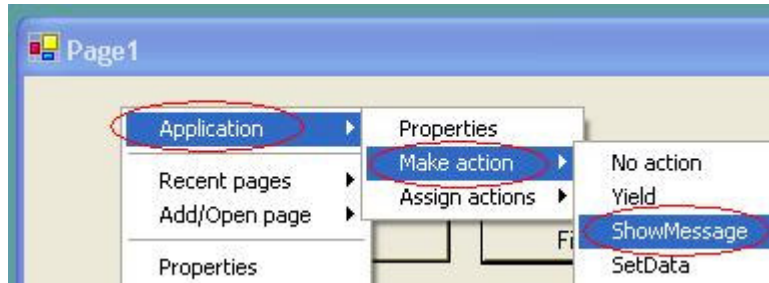 Page1
Application
Recent pages
Add/Open page
Properties
Properties
Make action
Assign actions
No action
Yield
ShowMessage
SetData